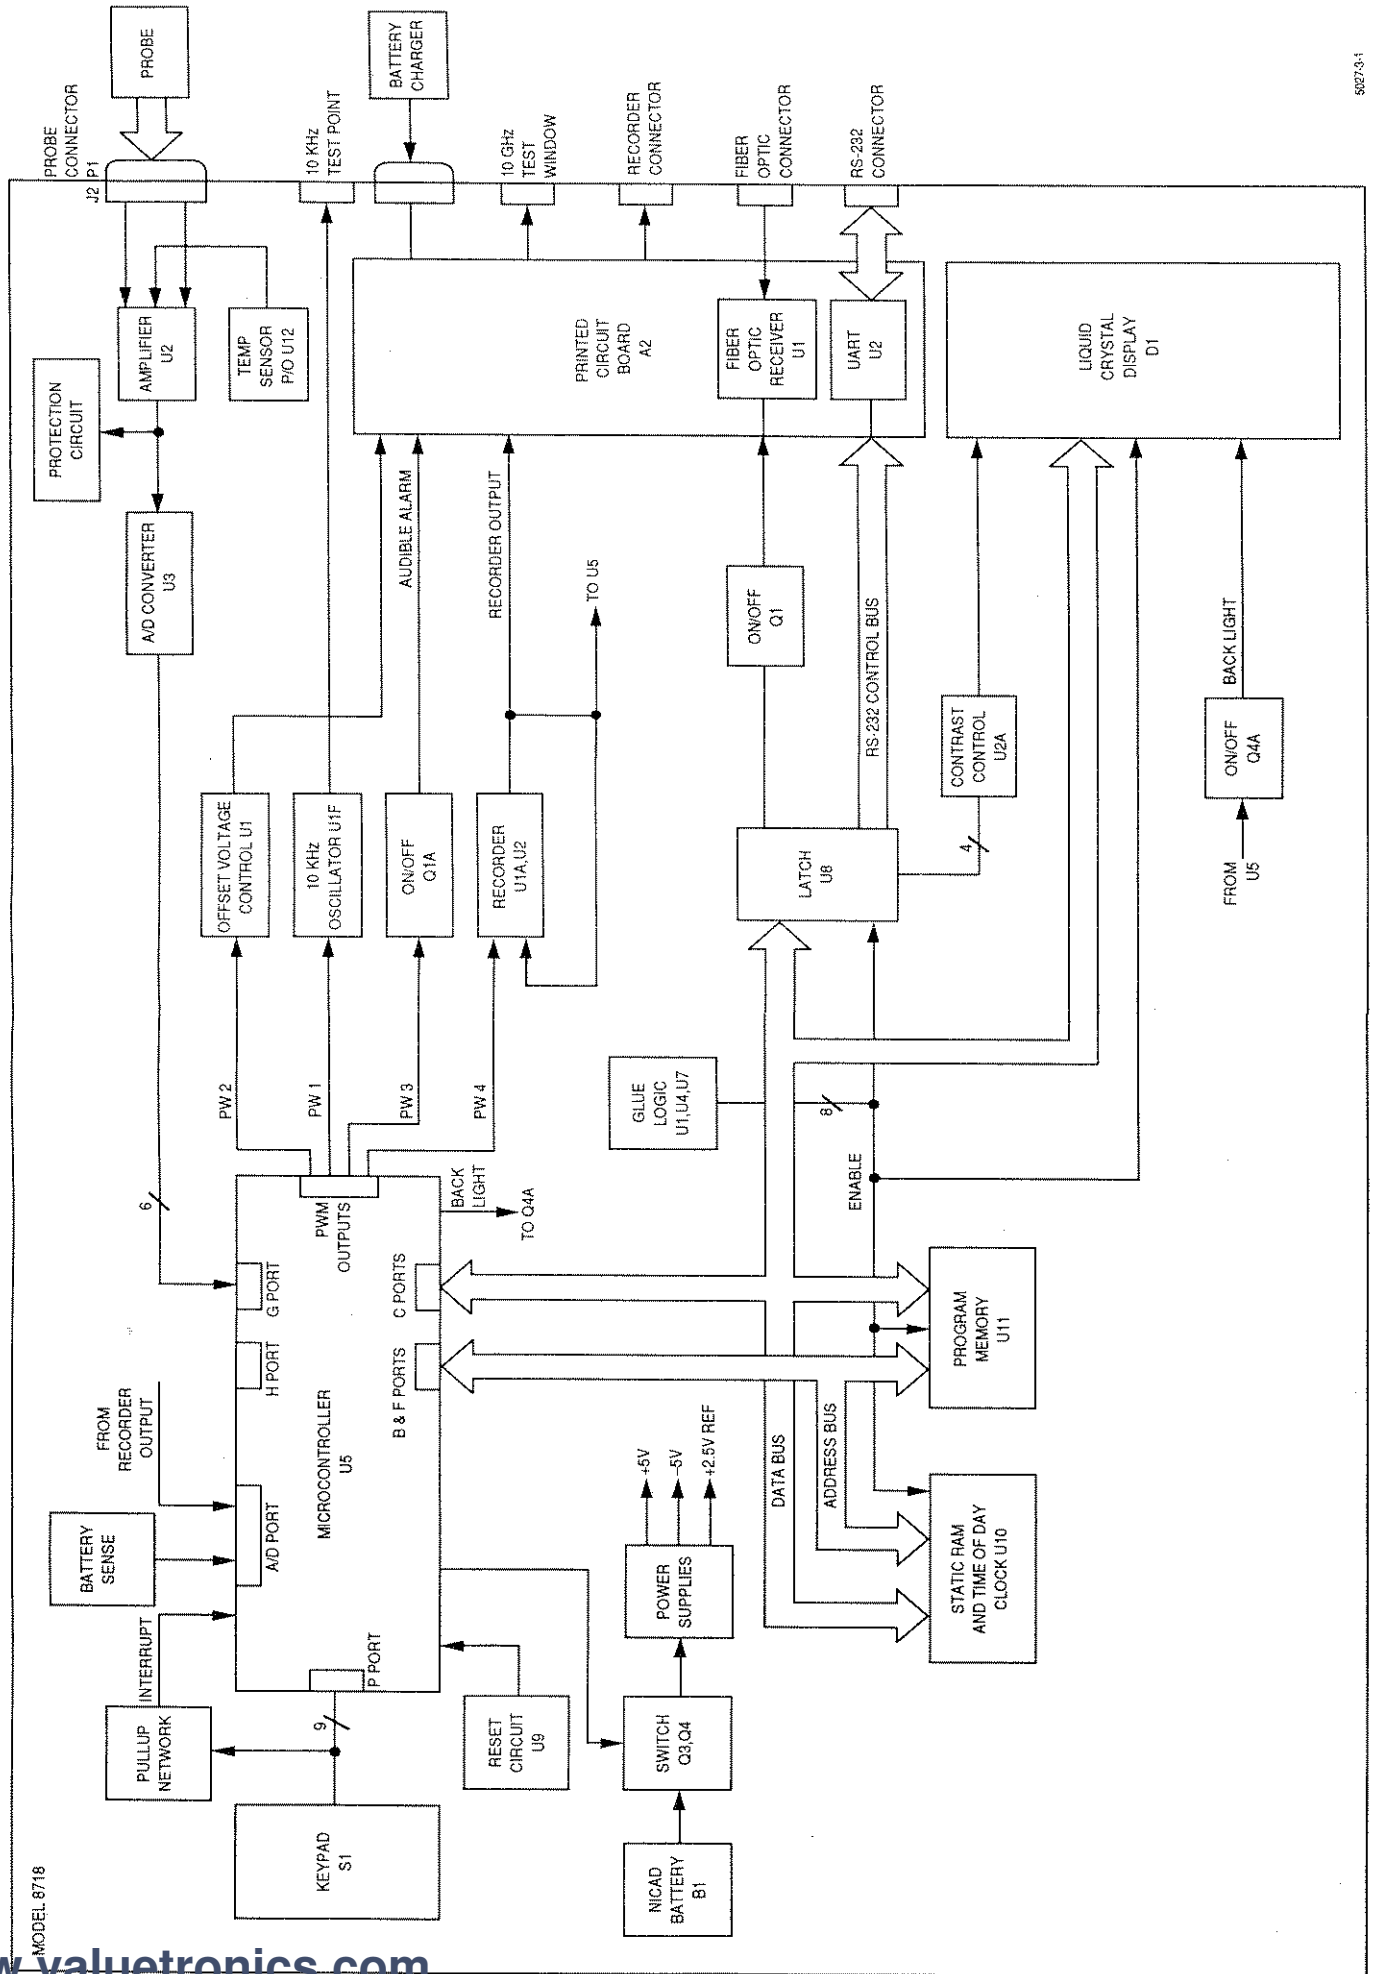 MODEL 8718
KEYPAD
S1
PULLUP
NETWORK
INTERRUPT
9
P PORT
BATTERY
SENSE
FROM
RECORDER
OUTPUT
A/D PORT
H PORT
G PORT
6
MICROCONTROLLER
U5
PWM
OUTPUTS
B & F PORTS
C PORTS
BACK
LIGHT
TO Q4A
RESET
CIRCUIT
U9
NICAD
BATTERY
B1
SWITCH
Q3,Q4
POWER
SUPPLIES
+5V
-5V
+2.5V REF
PW 2
PW 1
PW 3
PW 4
OFFSET VOLTAGE
CONTROL U1
10 KHz
OSCILLATOR U1F
ON/OFF
Q1A
RECORDER
U1A,U2
AUDIBLE ALARM
RECORDER OUTPUT
TO U5
A/D CONVERTER
U3
PROTECTION
CIRCUIT
AMPLIFIER
U2
TEMP
SENSOR
P/O U12
PROBE
CONNECTOR
J2 P1
PROBE
10 KHz
TEST POINT
BATTERY
CHARGER
10 GHz
TEST
WINDOW
RECORDER
CONNECTOR
FIBER
OPTIC
CONNECTOR
RS-232
CONNECTOR
PRINTED
CIRCUIT
BOARD
A2
FIBER
OPTIC
RECEIVER
U1
UART
U2
GLUE
LOGIC
U1,U4,U7
8
ENABLE
LATCH
U8
ON/OFF
Q1
RS-232 CONTROL BUS
4
CONTRAST
CONTROL
U2A
LIQUID
CRYSTAL
DISPLAY
D1
FROM
U5
ON/OFF
Q4A
BACK LIGHT
DATA BUS
ADDRESS BUS
STATIC RAM
AND TIME OF DAY
CLOCK U10
PROGRAM
MEMORY
U11
5027-3-1
w.valuetronics.com